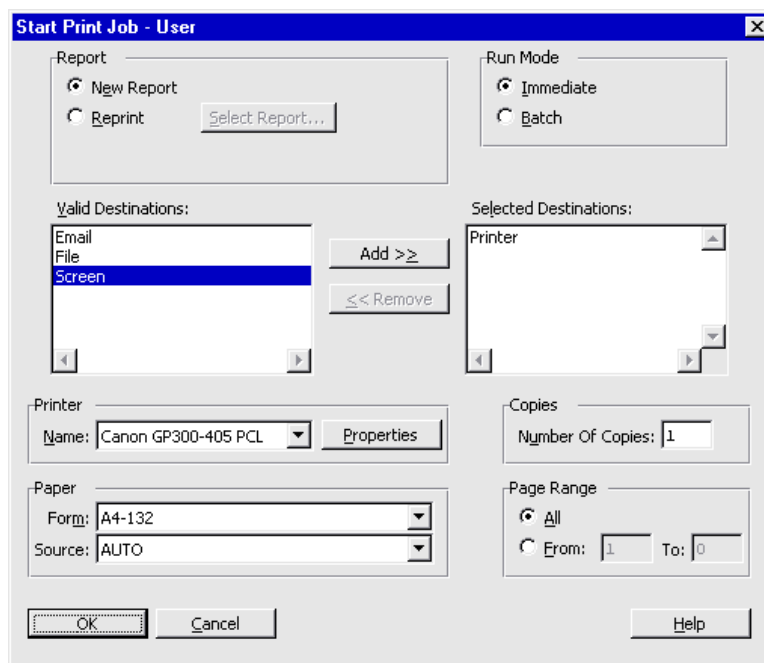 Start Print Job - User
Report
New Report
Reprint
Select Report...
Run Mode
Immediate
Batch
Valid Destinations:
Email
File
Screen
Add >>
<< Remove
Selected Destinations:
Printer
Printer
Name: Canon GP300-405 PCL
Properties
Copies
Number Of Copies: 1
Paper
Form: A4-132
Source: AUTO
Page Range
All
From: 1 To: 0
OK
Cancel
Help